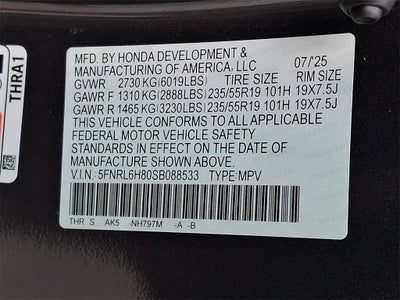 MFD. BY HONDA DEVELOPMENT &
MANUFACTURING OF AMERICA, LLC 07/'25
GVWR 2730 KG(6019LBS) TIRE SIZE RIM SIZE
GAWR F 1310 KG(2888LBS) 235/55R19 101H 19X7.5J
GAWR R 1465 KG(3230LBS) 235/55R19 101H 19X7.5J
THIS VEHICLE CONFORMS TO ALL APPLICABLE
FEDERAL MOTOR VEHICLE SAFETY
STANDARDS IN EFFECT ON THE DATE OF
MANUFACTURE SHOWN ABOVE.
V.I.N.: 5FNRL6H80SB088533 TYPE: MPV
THR S AK5 -NH797M -A -B
THRA1